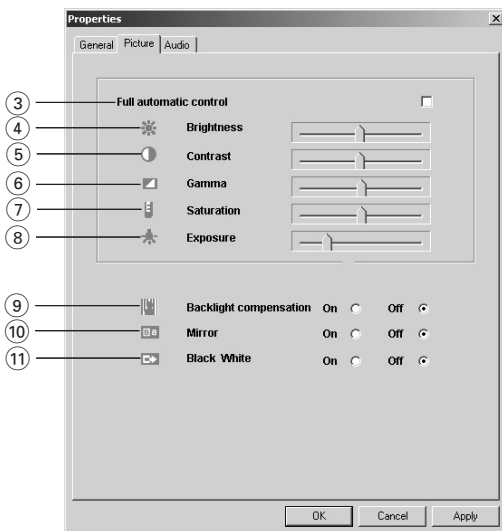 Properties
General Picture Audio
3 Full automatic control
4 Brightness
5 Contrast
6 Gamma
7 Saturation
8 Exposure
9 Backlight compensation On Off
10 Mirror On Off
11 Black White On Off
OK Cancel Apply